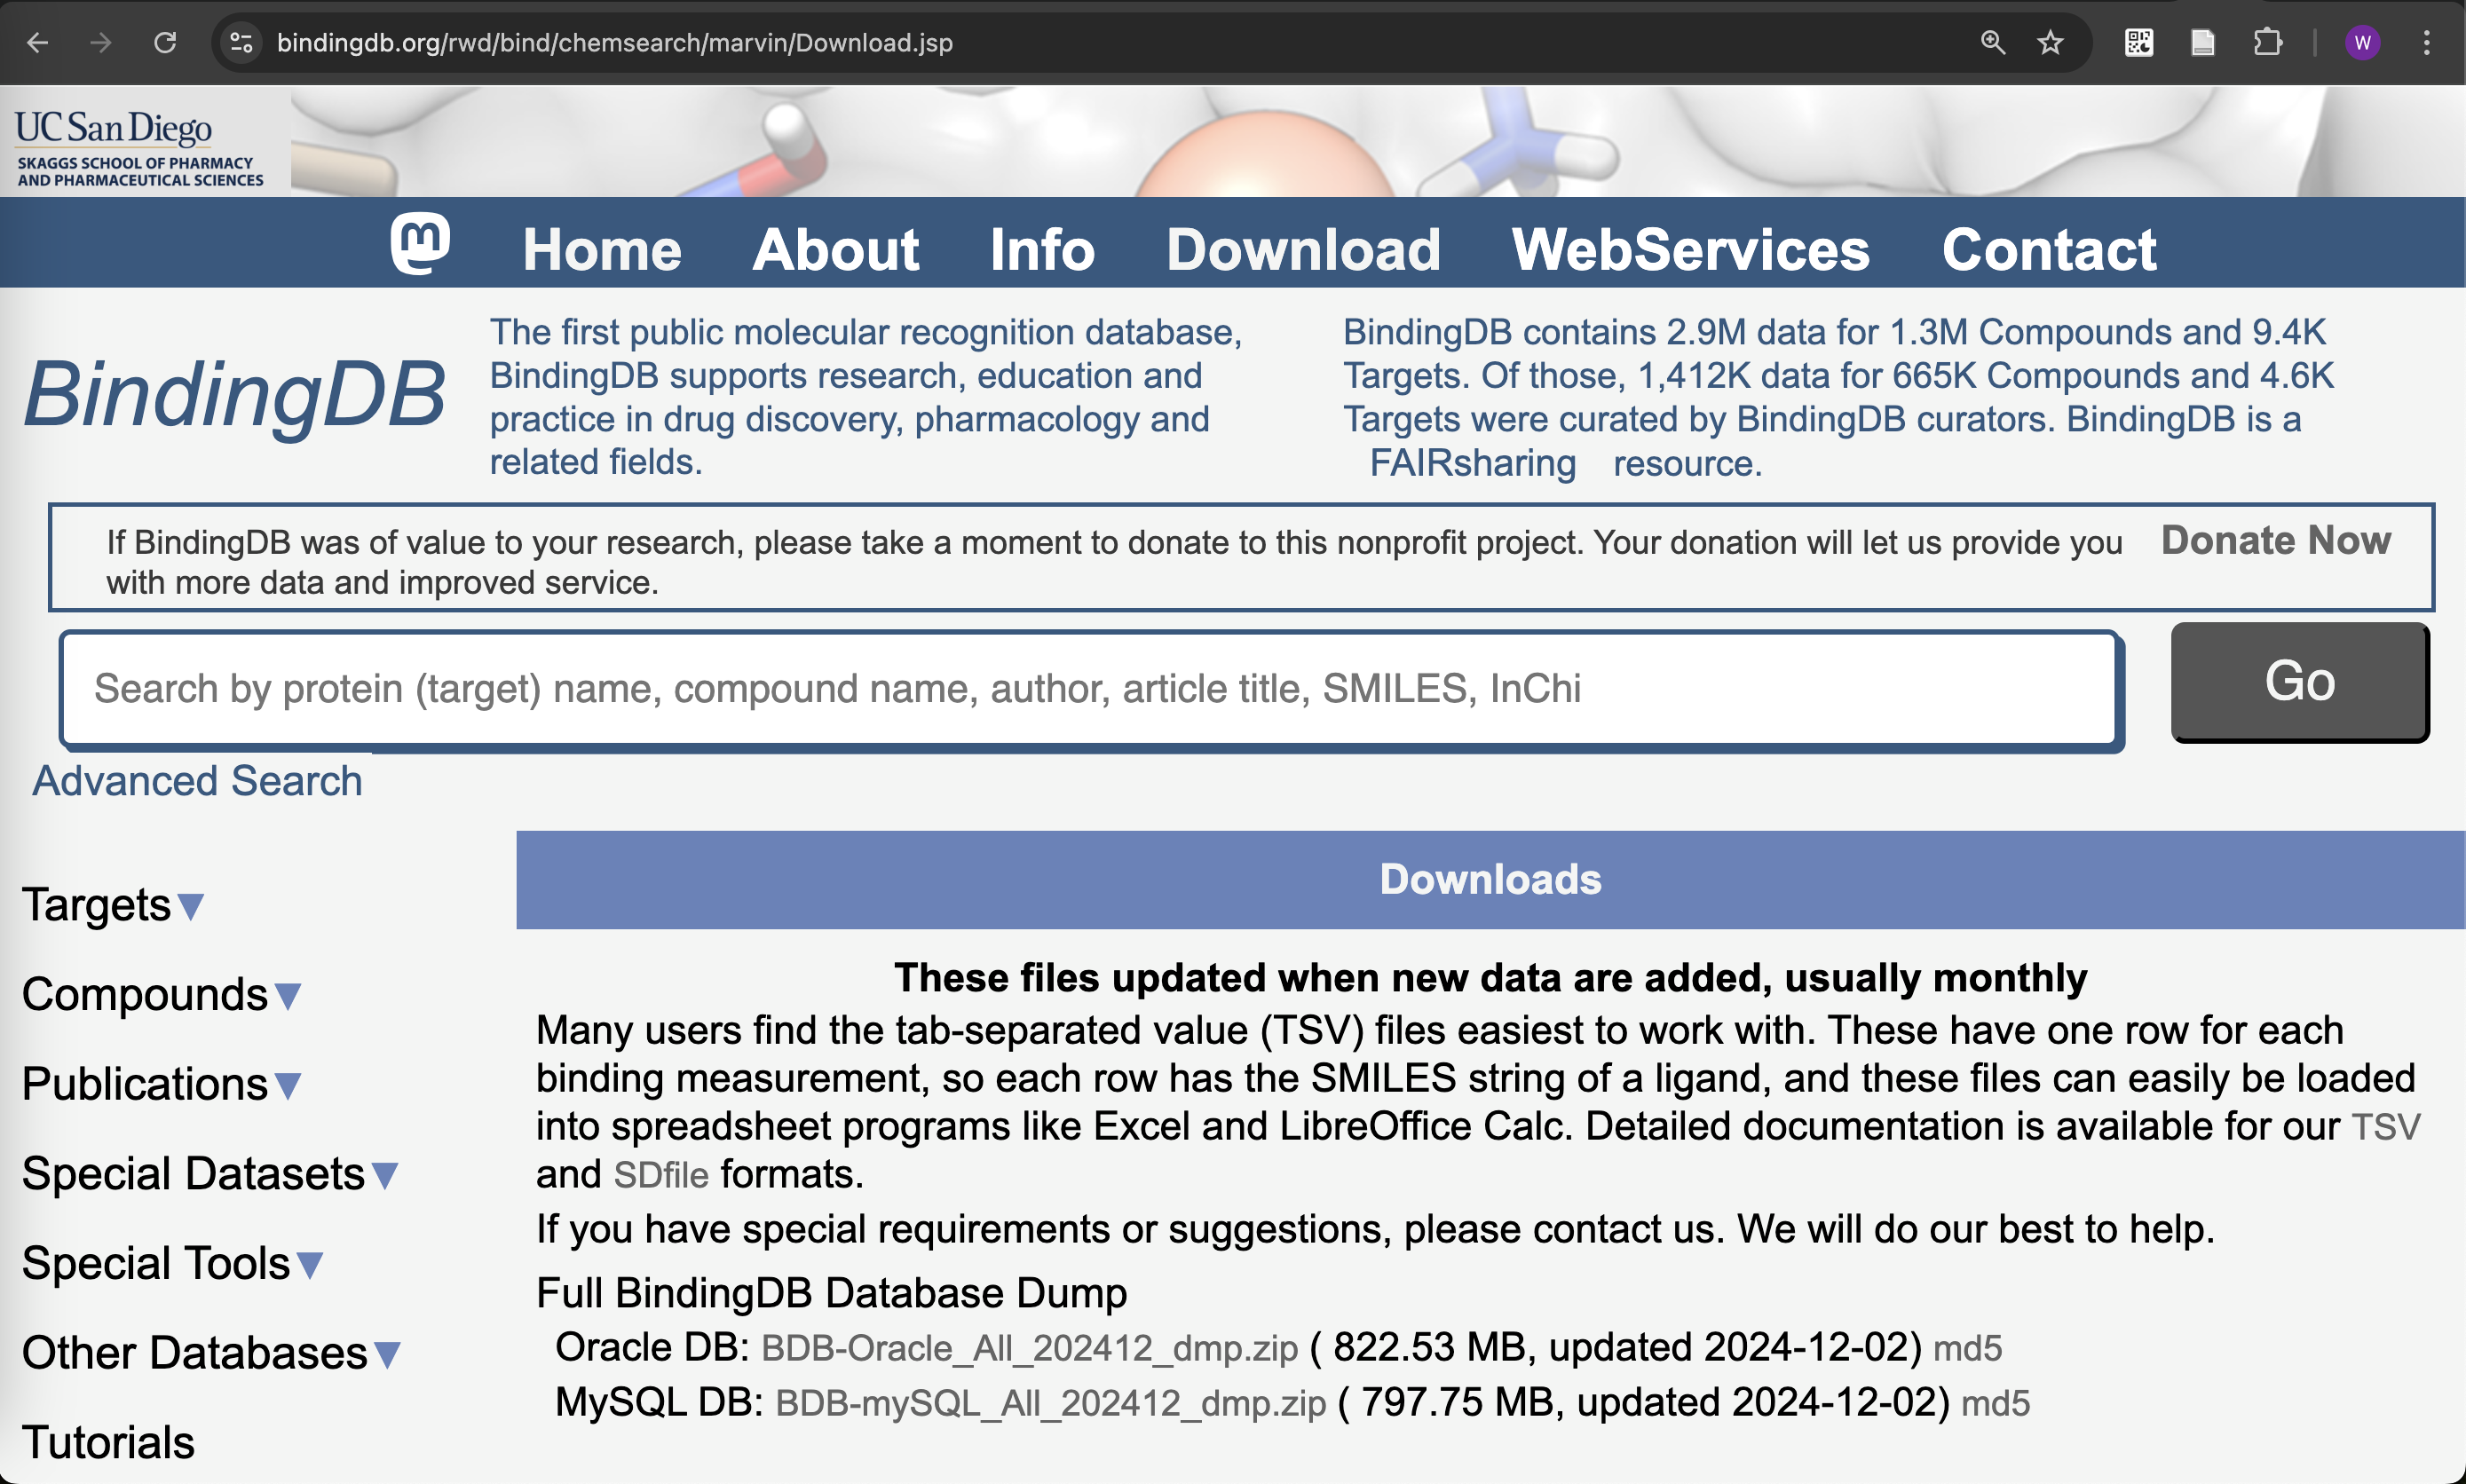 bindingdb.org/rwd/bind/chemsearch/marvin/Download.jsp
W
UC San Diego
SKAGGS SCHOOL OF PHARMACY
AND PHARMACEUTICAL SCIENCES
Home About Info Download WebServices Contact
BindingDB
The first public molecular recognition database,
BindingDB supports research, education and
practice in drug discovery, pharmacology and
related fields.
BindingDB contains 2.9M data for 1.3M Compounds and 9.4K
Targets. Of those, 1,412K data for 665K Compounds and 4.6K
Targets were curated by BindingDB curators. BindingDB is a
FAIRsharing resource.
If BindingDB was of value to your research, please take a moment to donate to this nonprofit project. Your donation will let us provide you
with more data and improved service.
Donate Now
Search by protein (target) name, compound name, author, article title, SMILES, InChi
Go
Advanced Search
Targets▼
Compounds▼
Publications▼
Special Datasets▼
Special Tools▼
Other Databases▼
Tutorials
Downloads
These files updated when new data are added, usually monthly
Many users find the tab-separated value (TSV) files easiest to work with. These have one row for each
binding measurement, so each row has the SMILES string of a ligand, and these files can easily be loaded
into spreadsheet programs like Excel and LibreOffice Calc. Detailed documentation is available for our TSV
and SDfile formats.
If you have special requirements or suggestions, please contact us. We will do our best to help.
Full BindingDB Database Dump
Oracle DB: BDB-Oracle_All_202412_dmp.zip ( 822.53 MB, updated 2024-12-02) md5
MySQL DB: BDB-mySQL_All_202412_dmp.zip ( 797.75 MB, updated 2024-12-02) md5